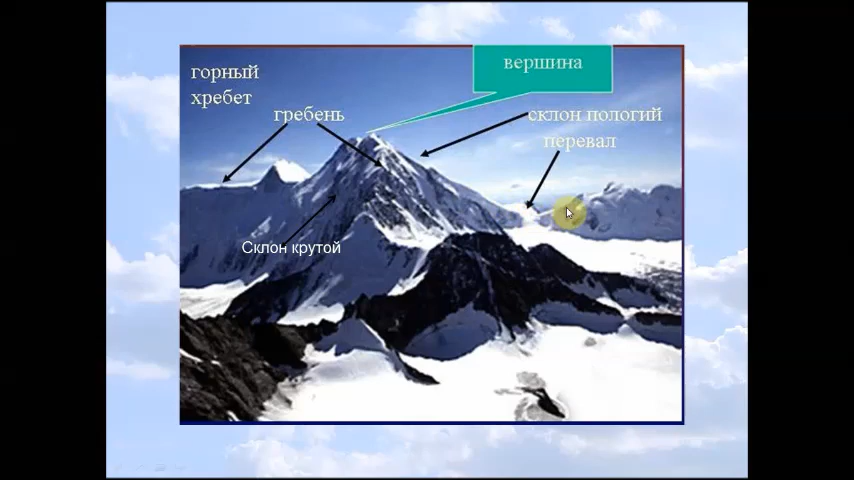 горный
хребет
вершина
гребень
склон пологий
перевал
Склон крутой